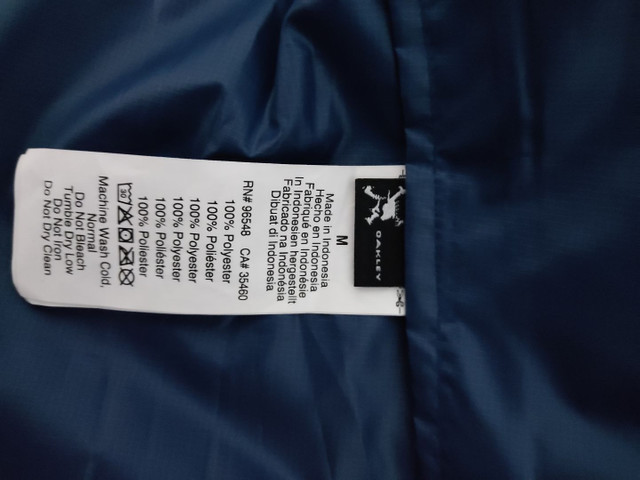 OAKLEY
M
Made in Indonesia
Hecho en Indonesia
Fabriqué en Indonésie
In Indonesien hergestellt
Fabricado na Indonésia
Dibuat di Indonesia
RN# 96548 CA# 35460
100% Polyester
100% Poliéster
100% Polyester
100% Polyester
100% Poliéster
100% Poliester
Machine Wash Cold,
Normal
Do Not Bleach
Tumble Dry Low
Do Not Iron
Do Not Dry Clean